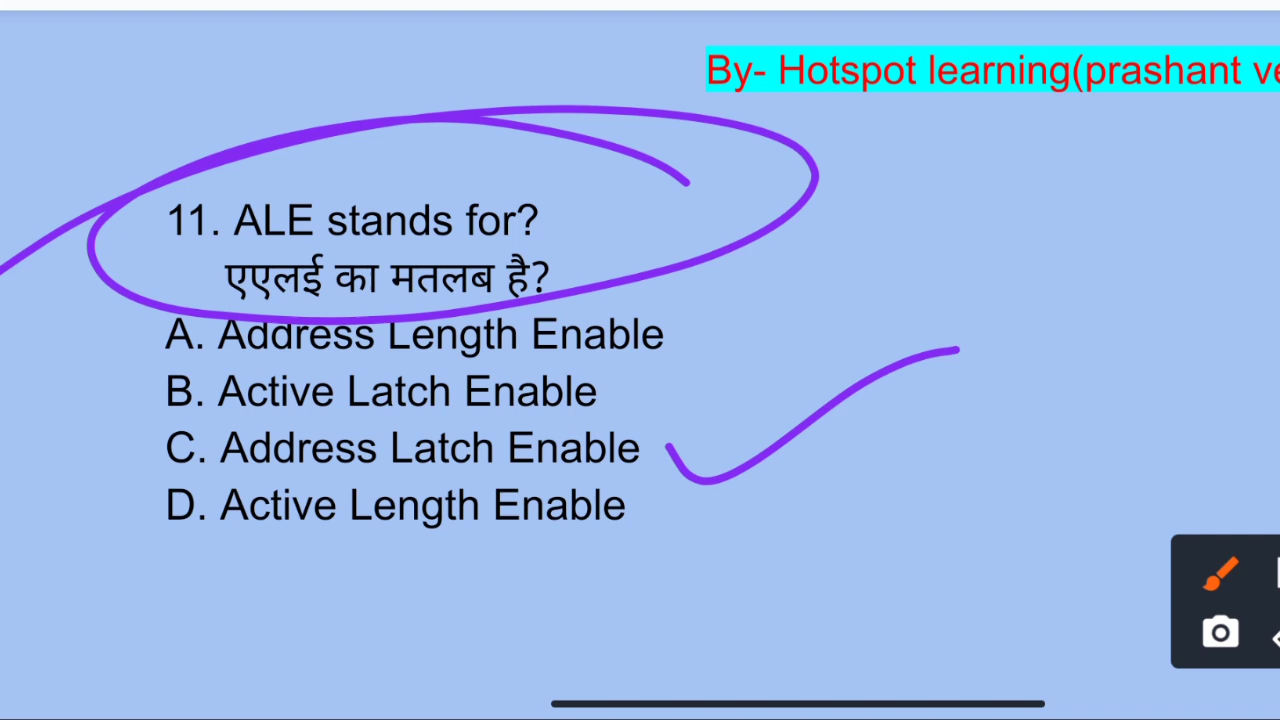 By- Hotspot learning(prashant
11. ALE stands for?
एएलई का मतलब है?
A. Address Length Enable
B. Active Latch Enable
C. Address Latch Enable
D. Active Length Enable